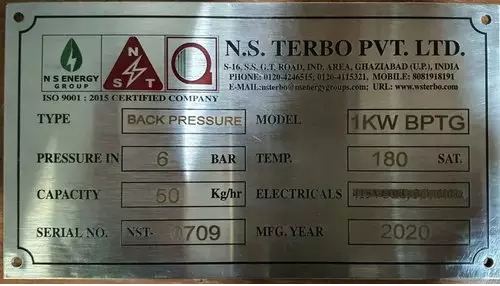 N S ENERGY
GROUP
N
S T
N.S. TERBO PVT. LTD.
S-16, S.S. G.T. ROAD, IND. AREA, GHAZIABAD (U.P.), INDIA
PHONE: 0120-4246515, 0120-4115321, MOBILE: 8081918191
E-MAIL:nsterbo@nsenergygroups.com; URL: www.wsterbo.com
ISO 9001 : 2015 CERTIFIED COMPANY
TYPE BACK PRESSURE MODEL 1KW BPTG
PRESSURE IN 6 BAR TEMP. 180 SAT.
CAPACITY 50 Kg/hr ELECTRICALS
SERIAL NO. NST- 0709 MFG. YEAR 2020